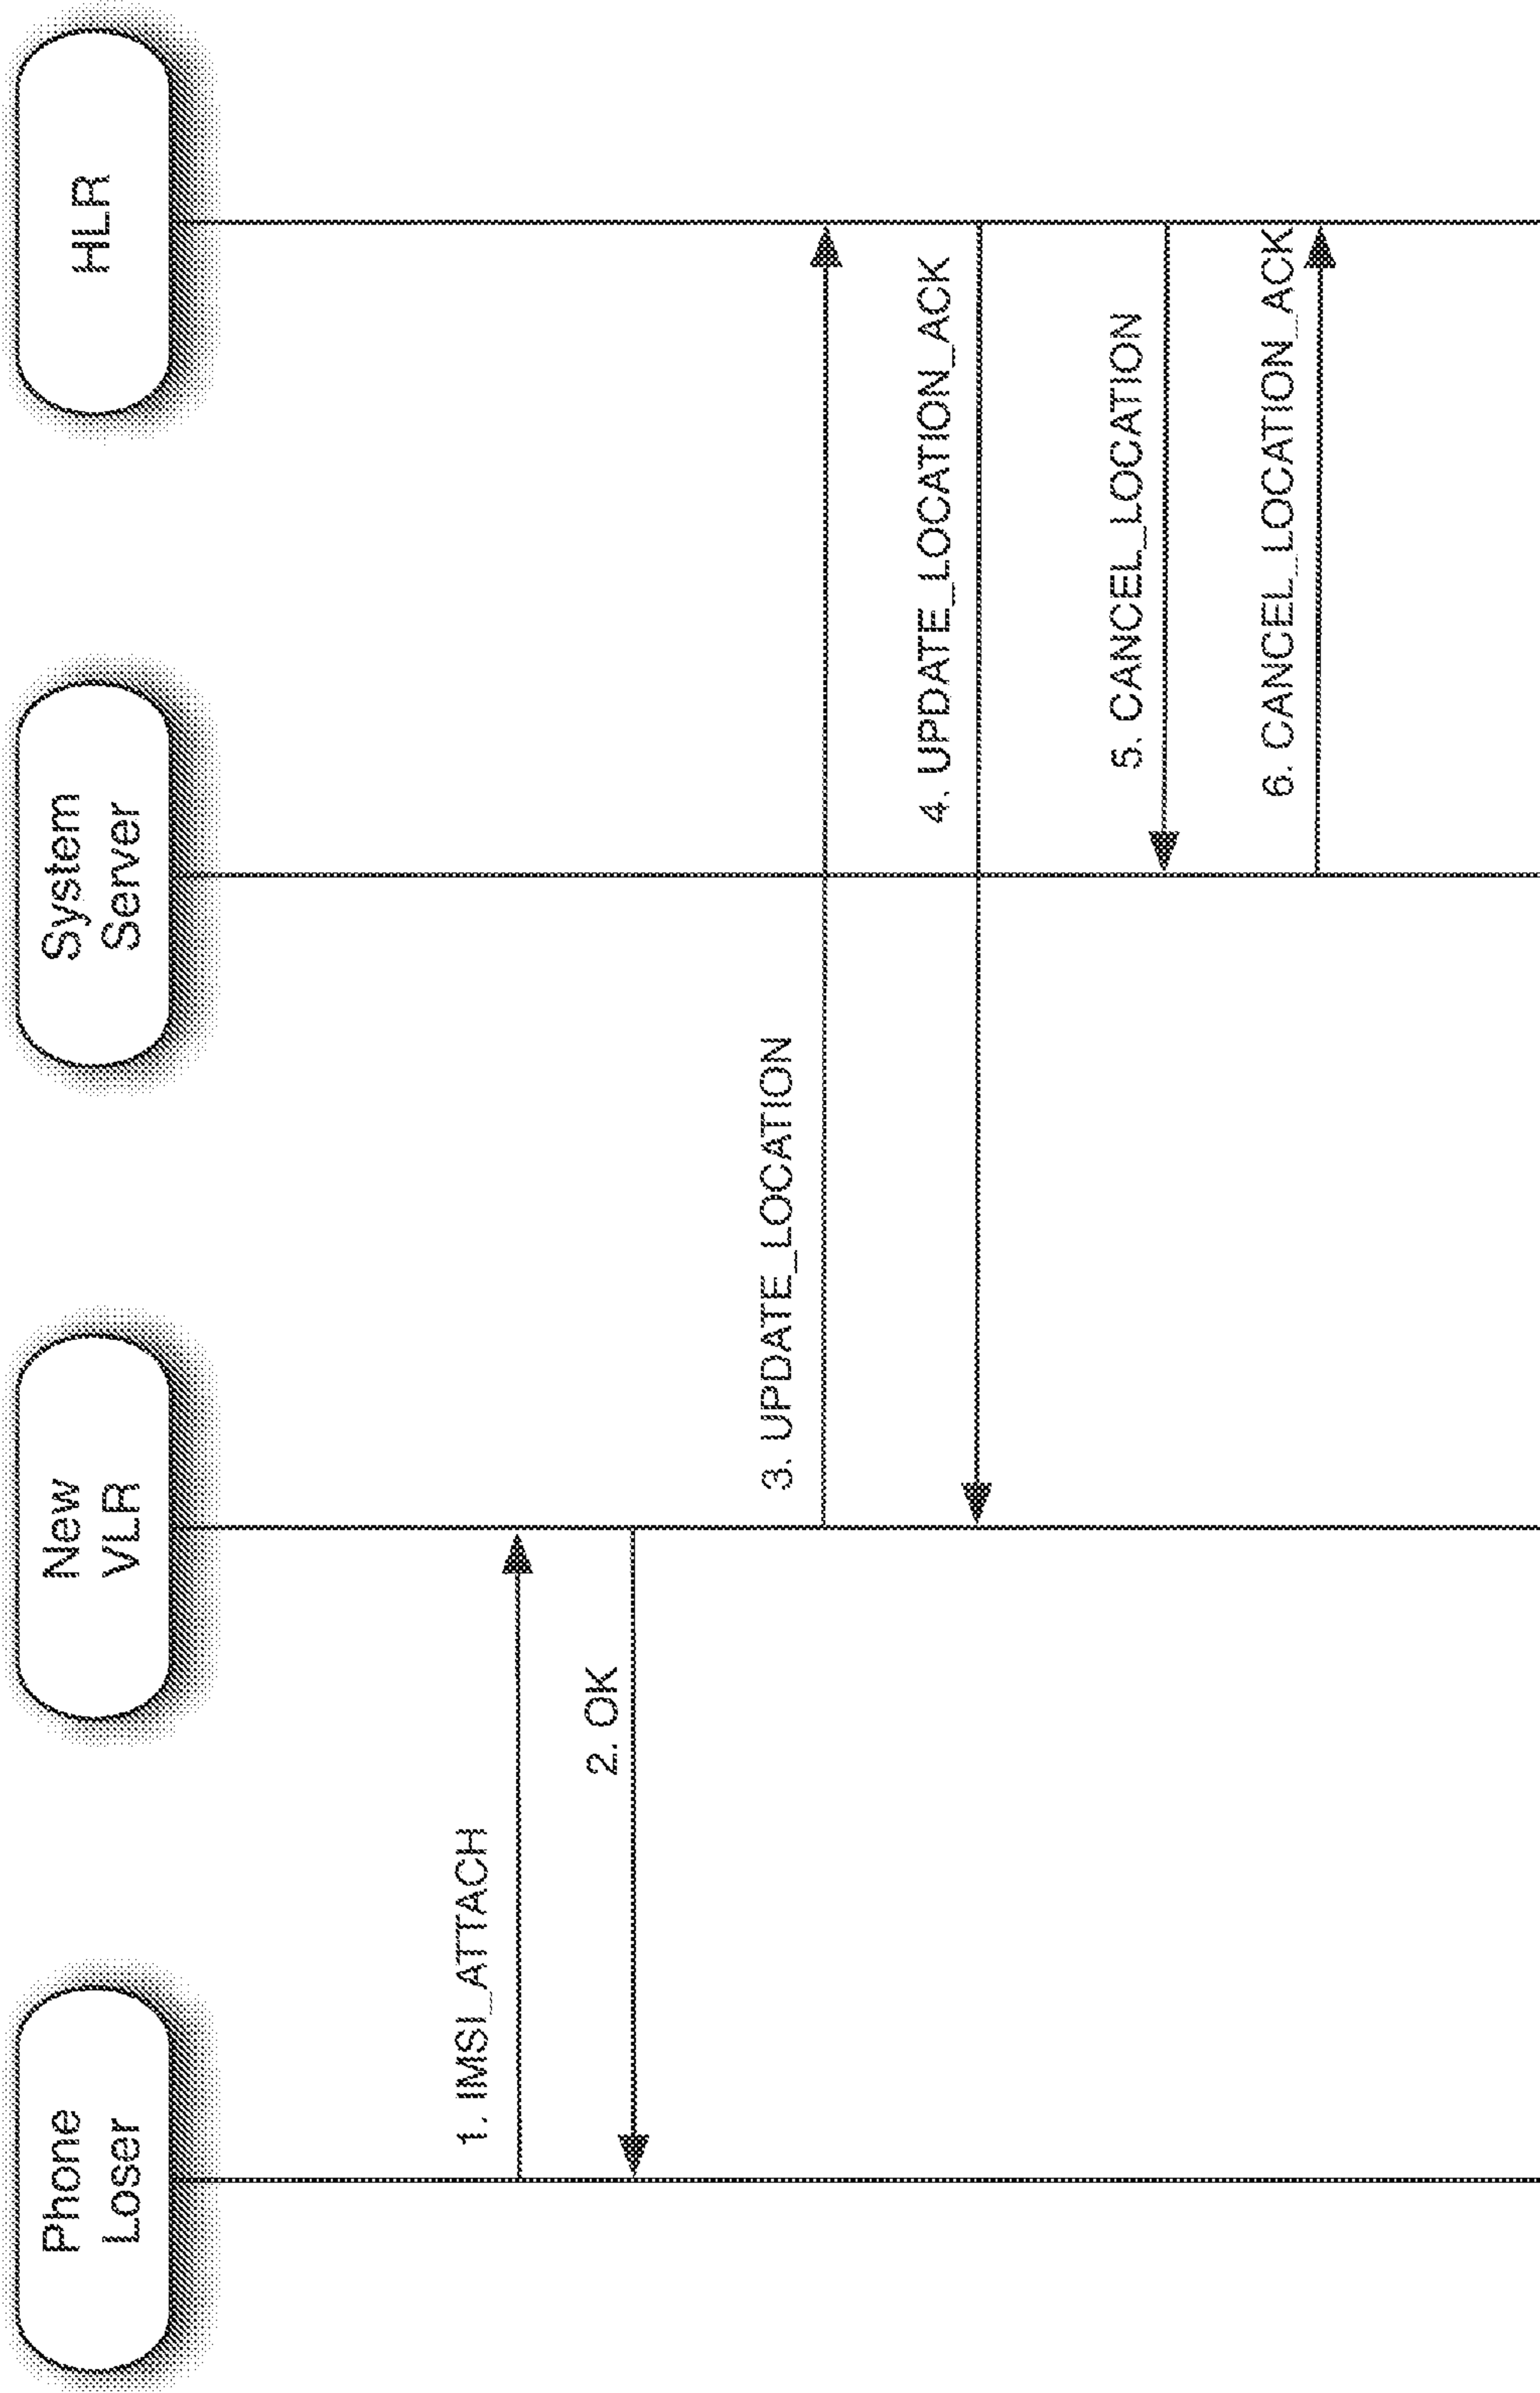 Phone
Loser
New
VLR
System
Server
HLR
1. IMSI_ATTACH
2. OK
3. UPDATE_LOCATION
4. UPDATE_LOCATION_ACK
5. CANCEL_LOCATION
6. CANCEL_LOCATION_ACK